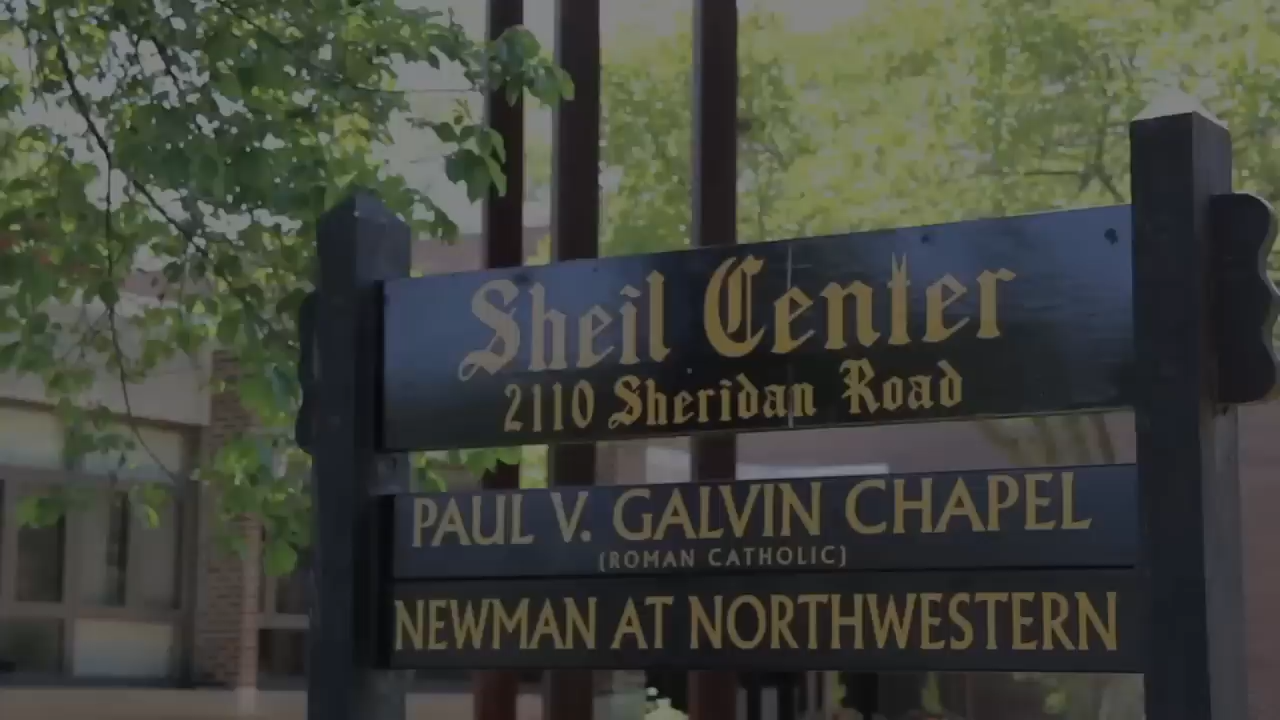 Sheil Center
2110 Sheridan Road
PAUL V. GALVIN CHAPEL
(ROMAN CATHOLIC)
NEWMAN AT NORTHWESTERN